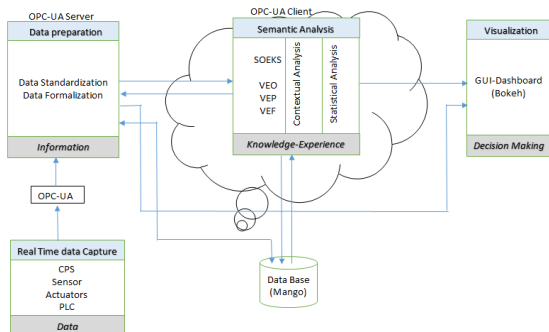 OPC-UA Server
OPC-UA Client
Data preparation
Data Standardization
Data Formalization
Information
Semantic Analysis
SOEKS
VEO
VEP
VEF
Contextual Analysis
Statistical Analysis
Knowledge-Experience
Visualization
GUI-Dashboard
(Bokeh)
Decision Making
OPC-UA
Real Time data Capture
CPS
Sensor
Actuators
PLC
Data
Data Base
(Mango)